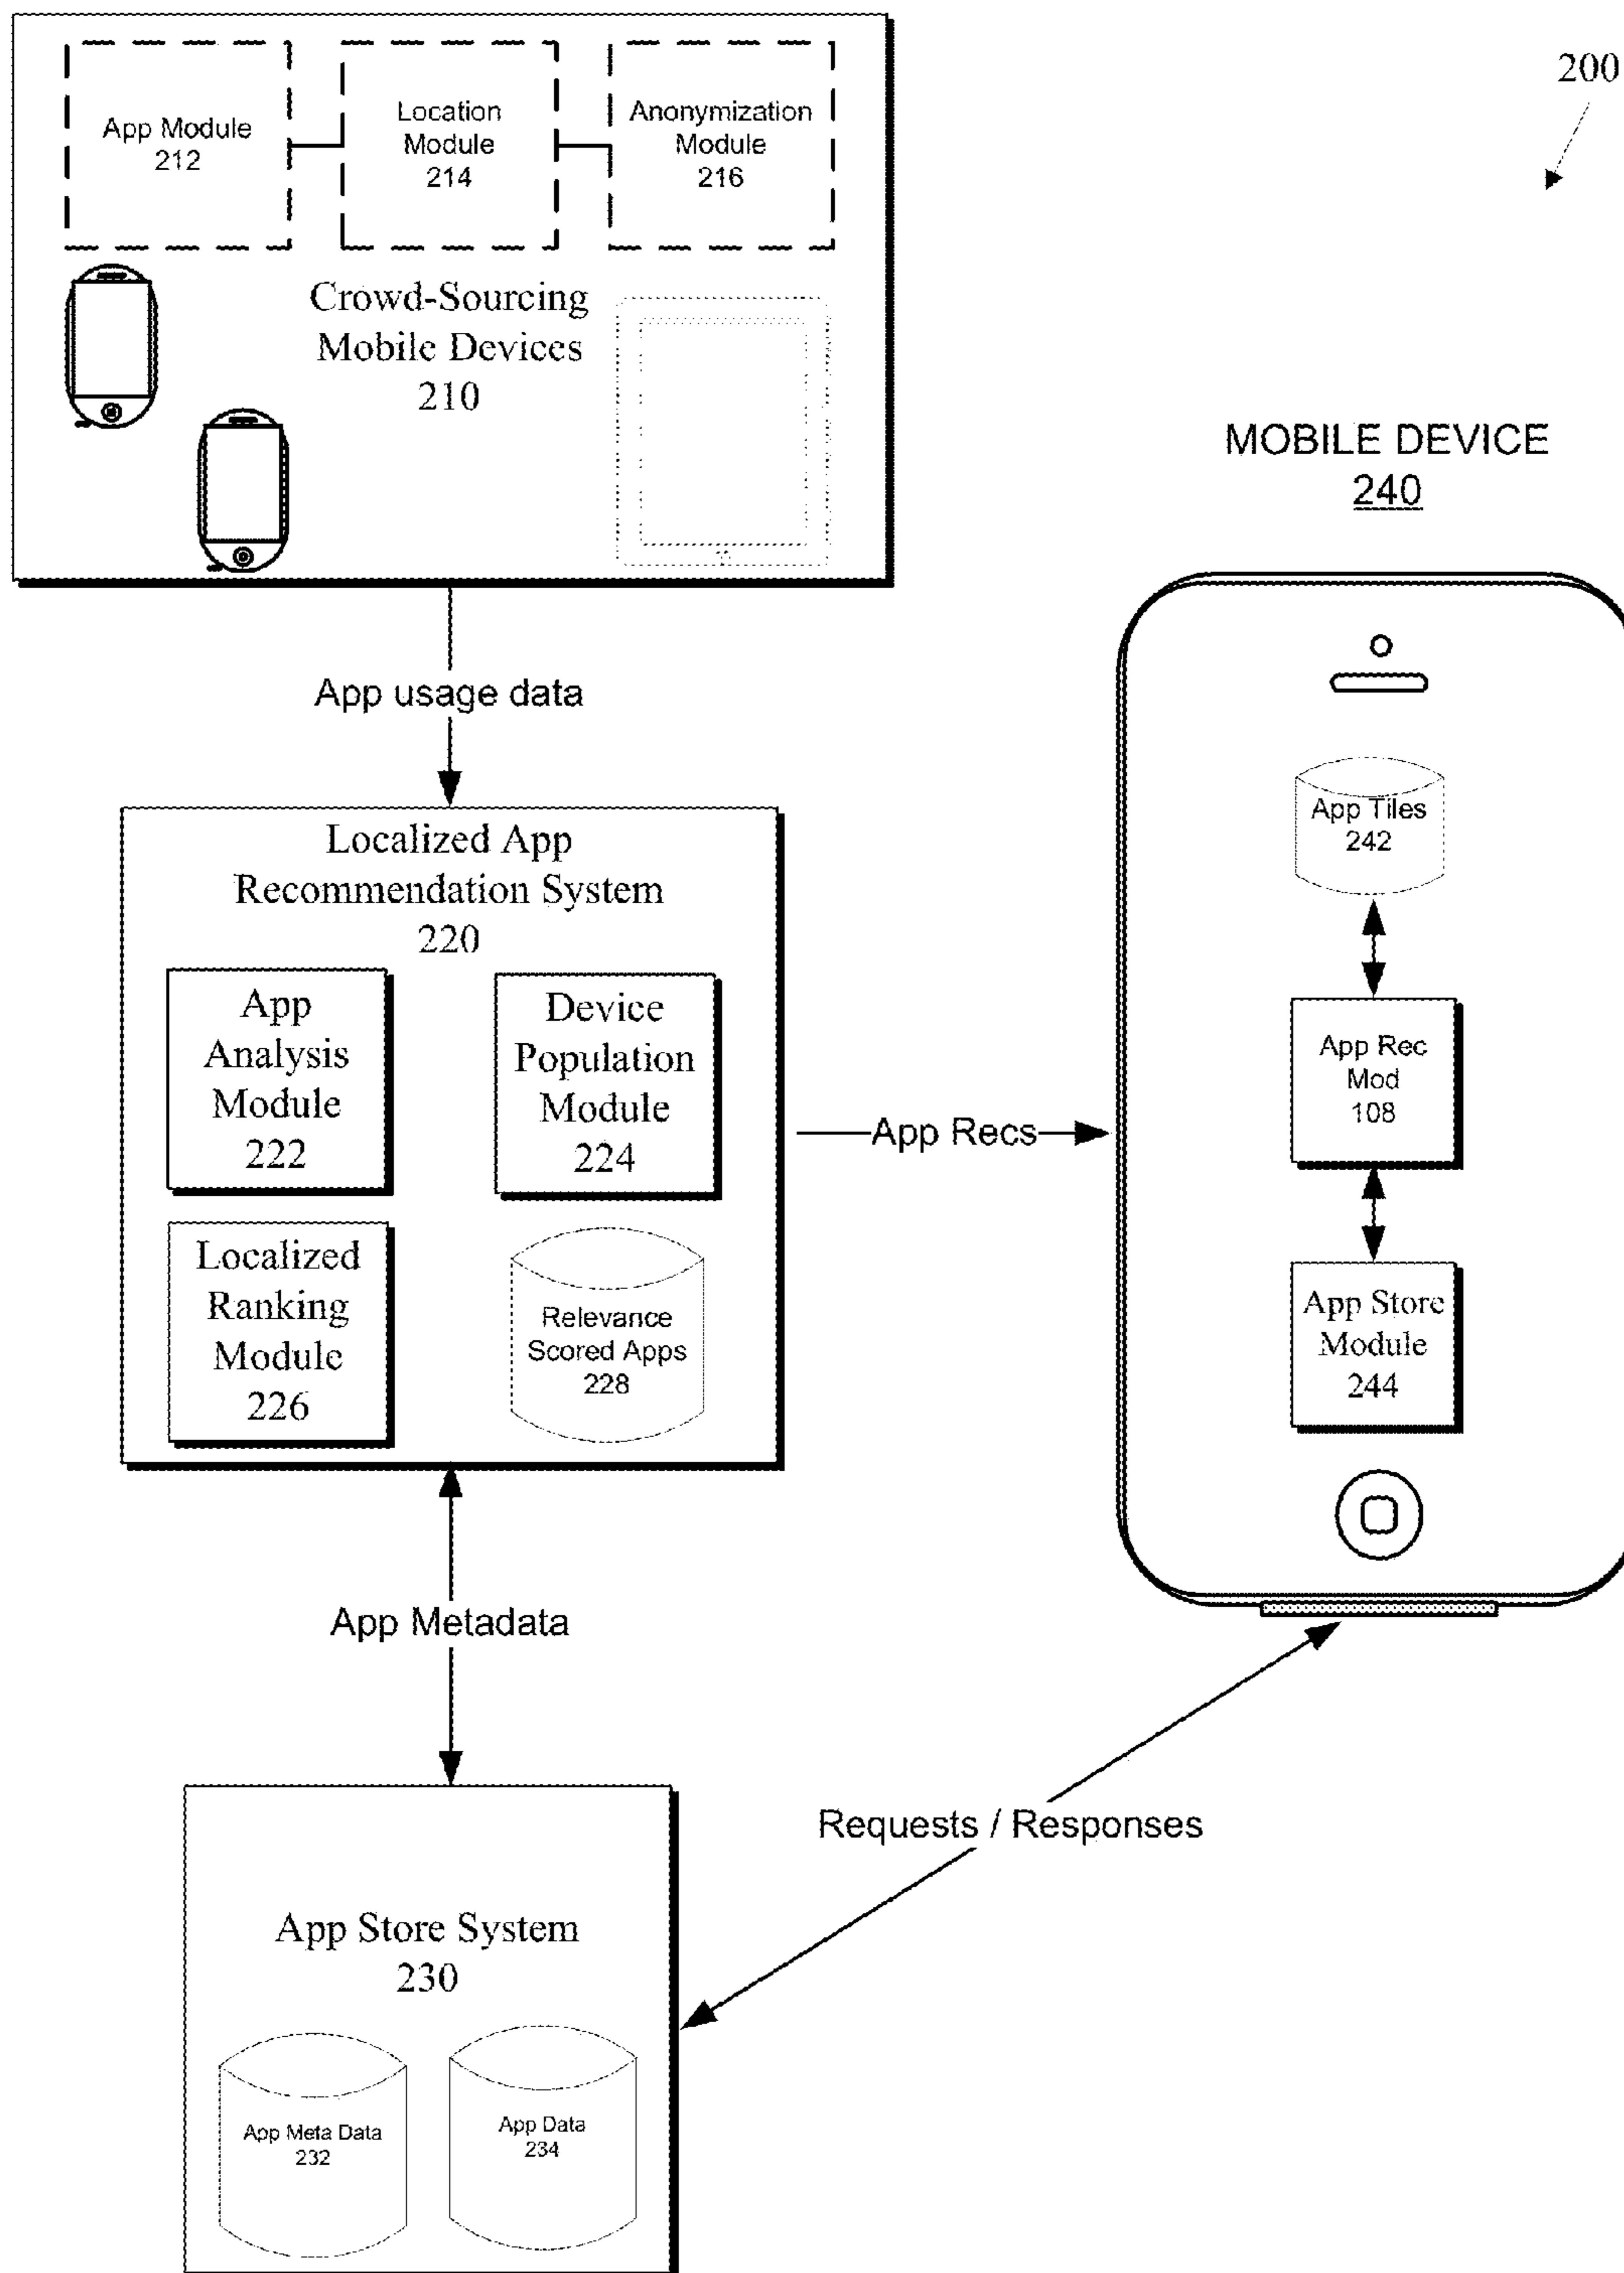 200
App Module
212
Location
Module
214
Anonymization
Module
216
Crowd-Sourcing
Mobile Devices
210
MOBILE DEVICE
240
App usage data
Localized App
Recommendation System
220
App
Analysis
Module
222
Device
Population
Module
224
Localized
Ranking
Module
226
Relevance
Scored Apps
228
App Recs
App Tiles
242
App Rec
Mod
108
App Store
Module
244
App Metadata
Requests / Responses
App Store System
230
App Meta Data
232
App Data
234